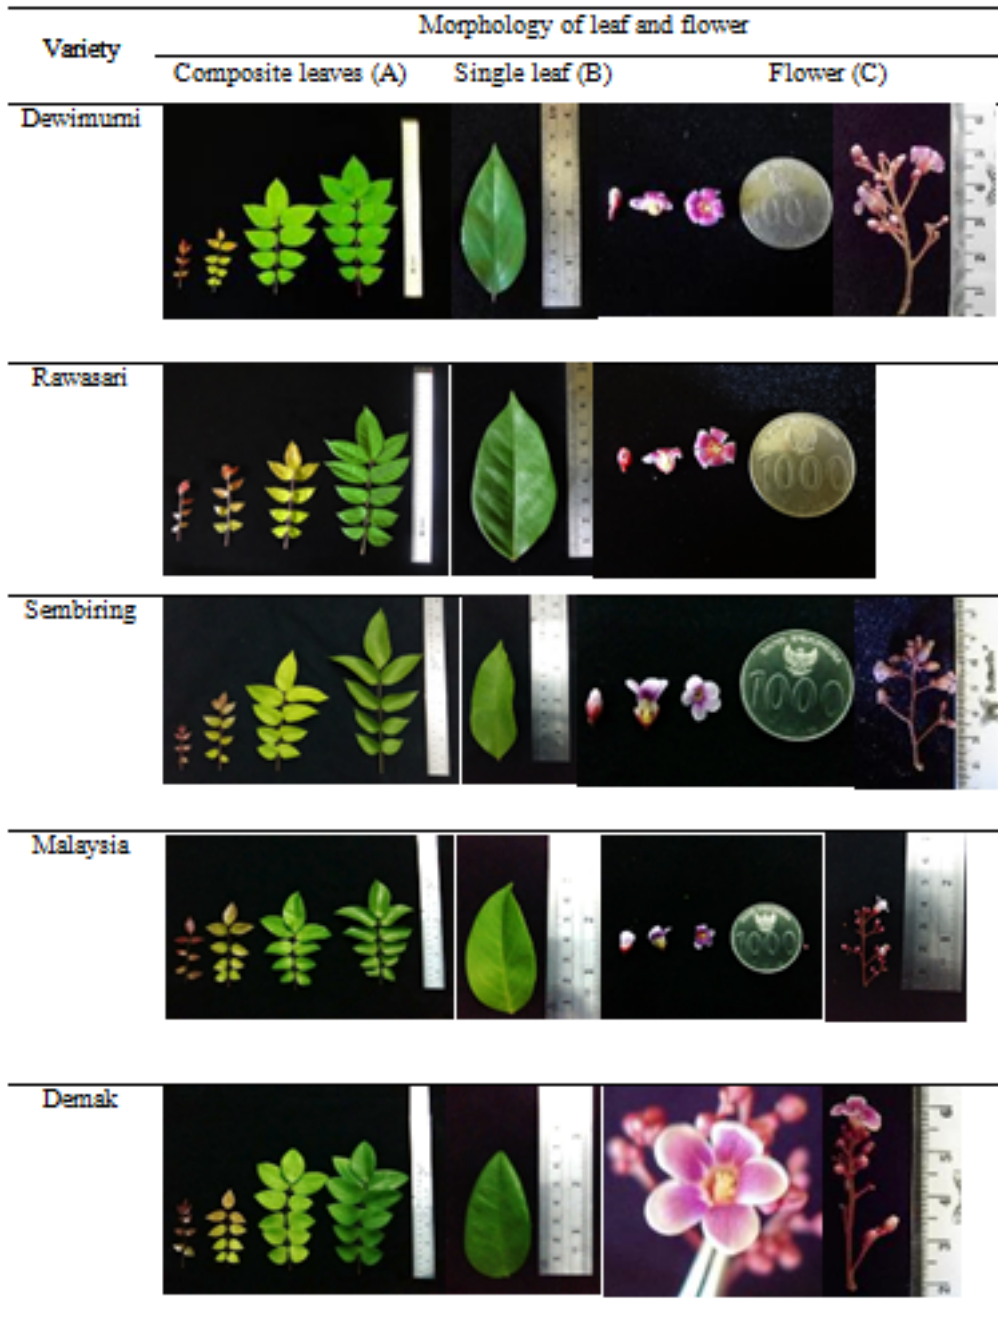 Morphology of leaf and flower
Variety
Composite leaves (A) Single leaf (B) Flower (C)
Dewimurni
Rawasari
1000
Sembiring
1000
Malaysia
1000
Demak